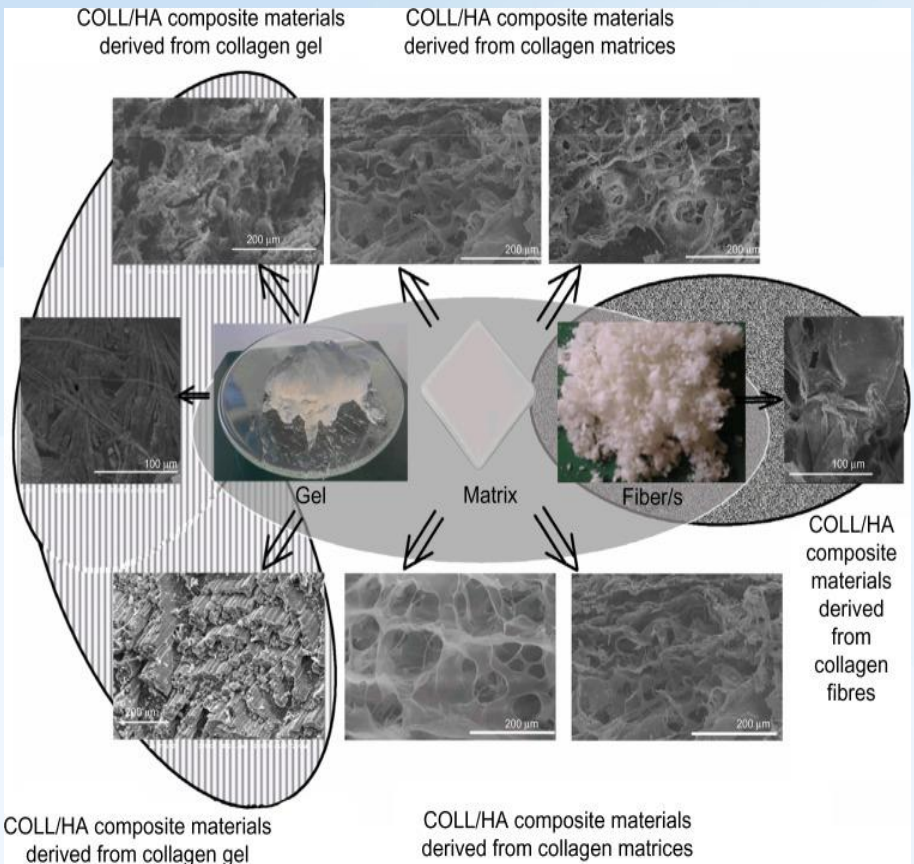 COLL/HA composite materials
derived from collagen gel
COLL/HA composite materials
derived from collagen matrices
200 µm
200 µm
200 µm
100 µm
100 µm
Gel
Matrix
Fiber/s
COLL/HA
composite
materials
derived
from
collagen
fibres
200 µm
200 µm
200 µm
COLL/HA composite materials
derived from collagen gel
COLL/HA composite materials
derived from collagen matrices